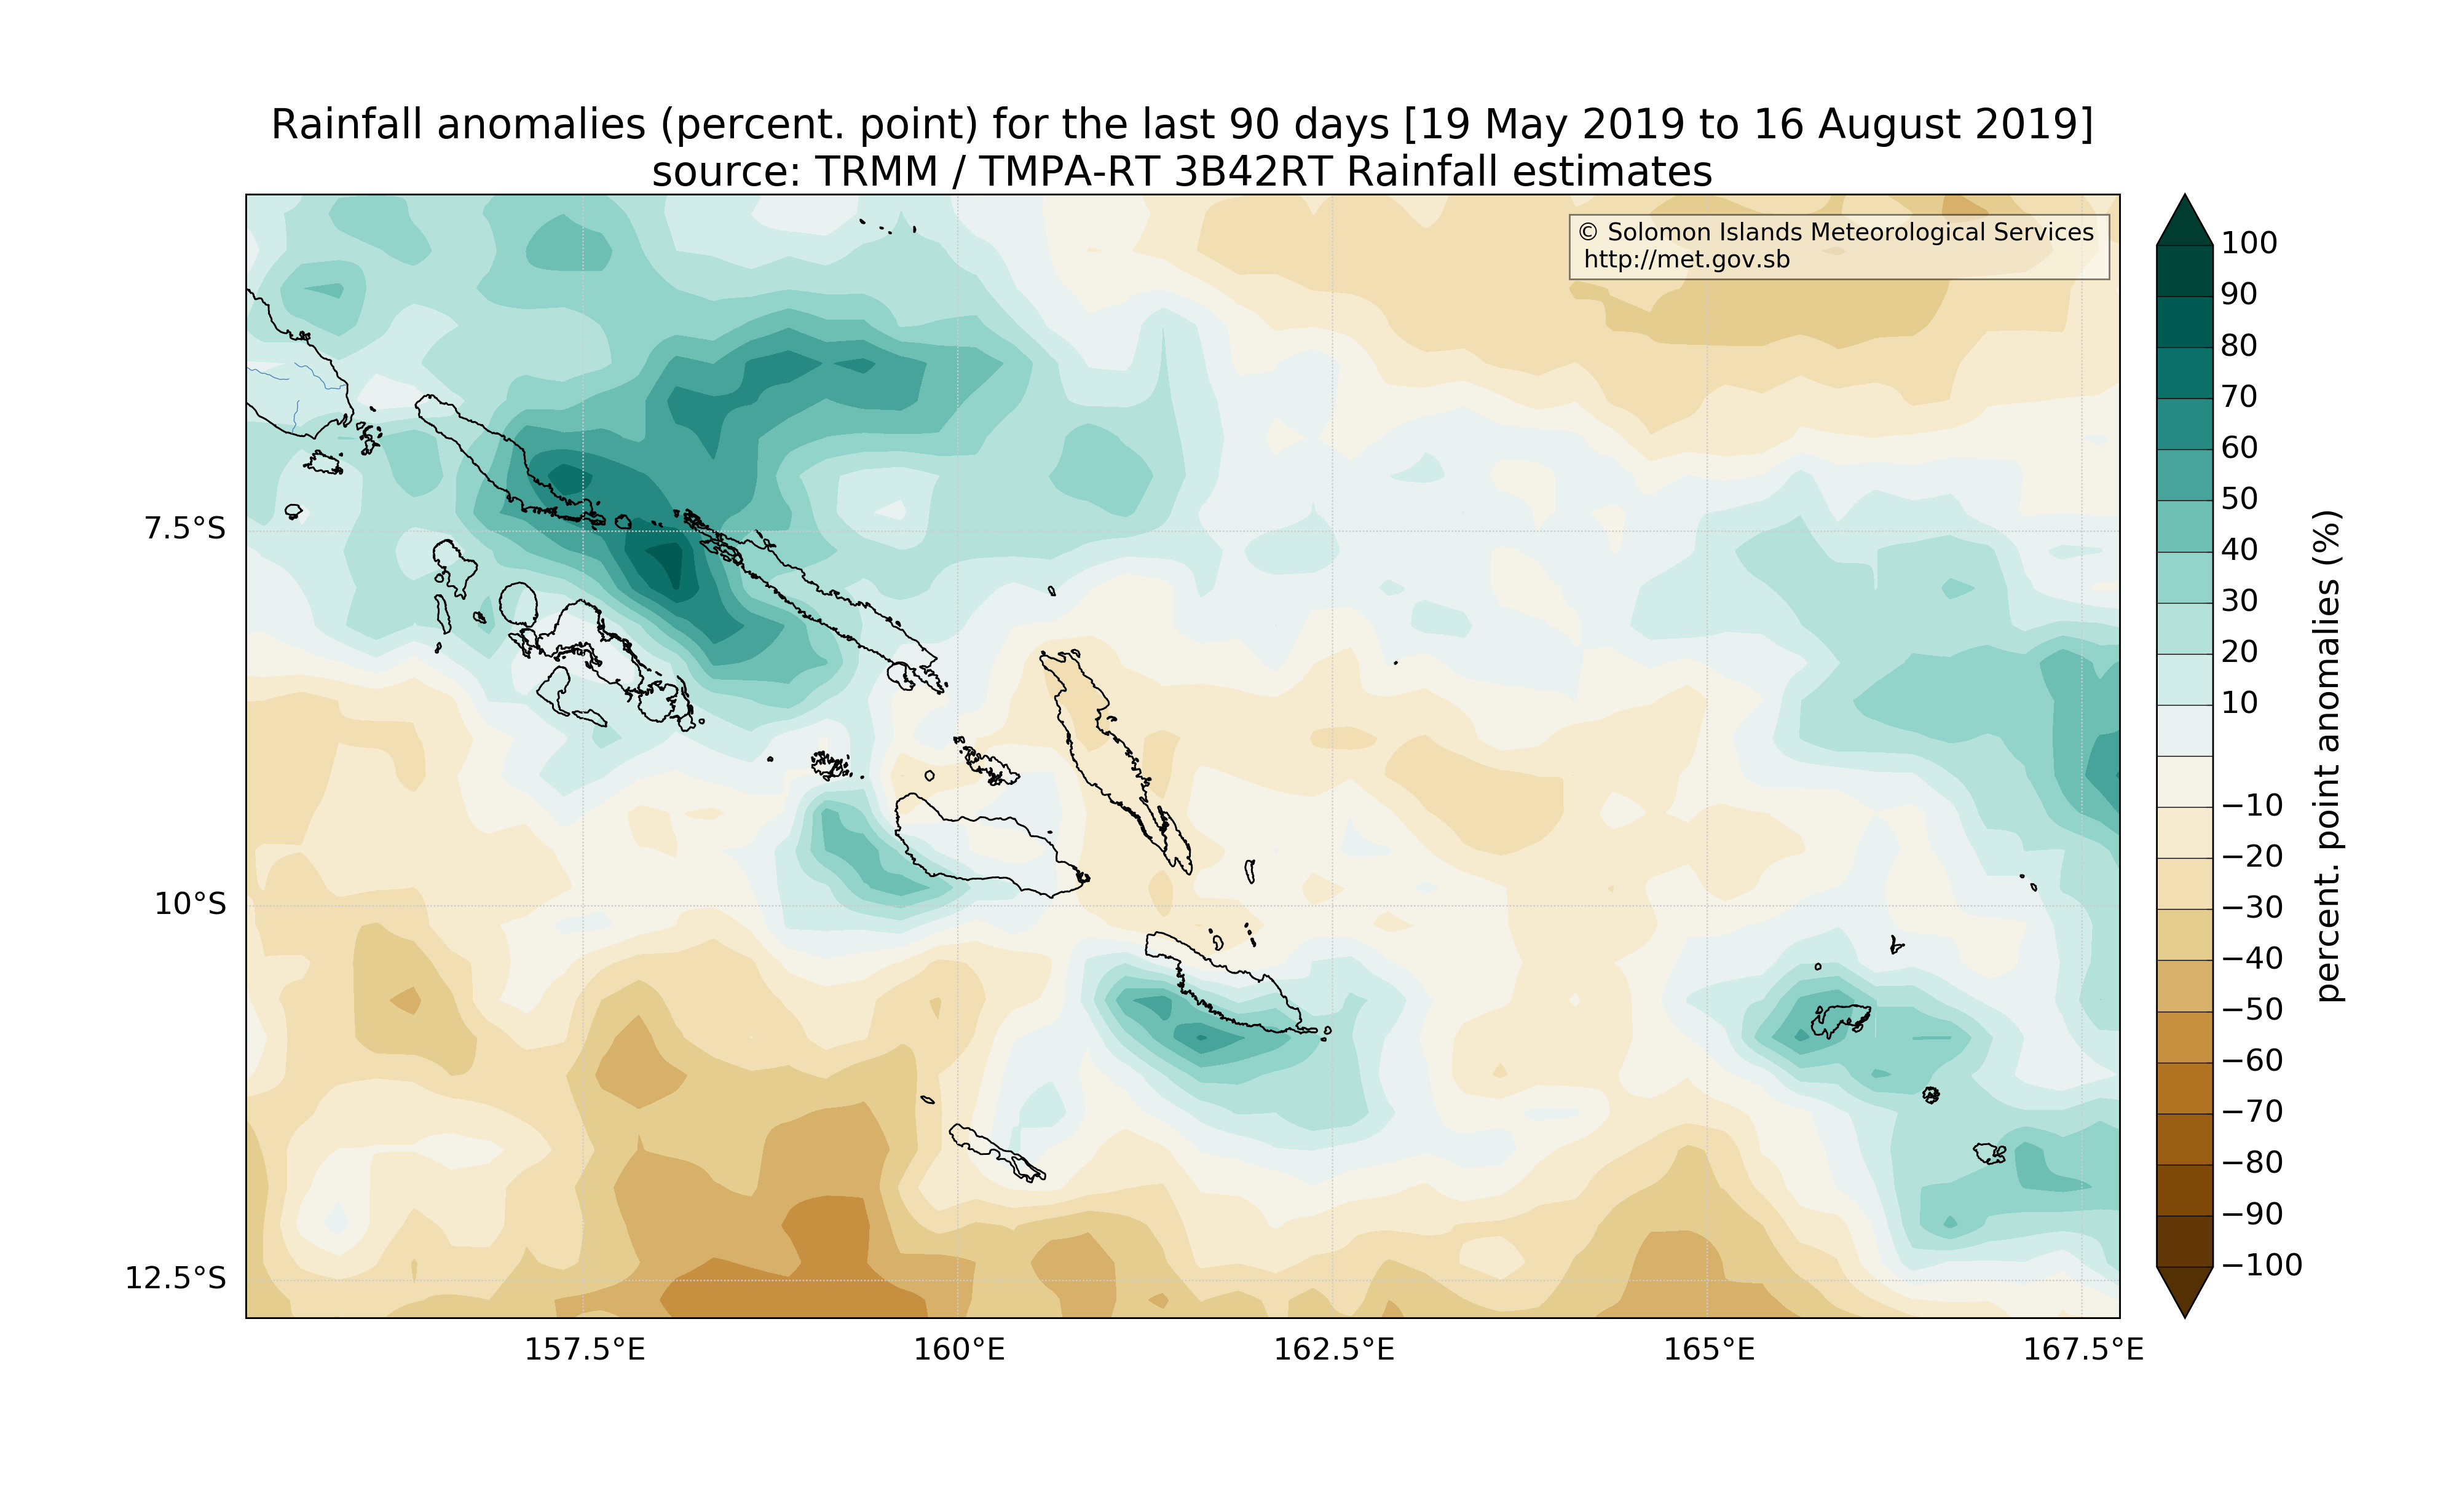 Rainfall anomalies (percent. point) for the last 90 days [19 May 2019 to 16 August 2019]
source: TRMM / TMPA-RT 3B42RT Rainfall estimates
© Solomon Islands Meteorological Services
http://met.gov.sb
7.5°S
10°S
12.5°S
157.5°E
160°E
162.5°E
165°E
167.5°E
100
90
80
70
60
50
40
30
20
10
−10
−20
−30
−40
−50
−60
−70
−80
−90
−100
percent. point anomalies (%)